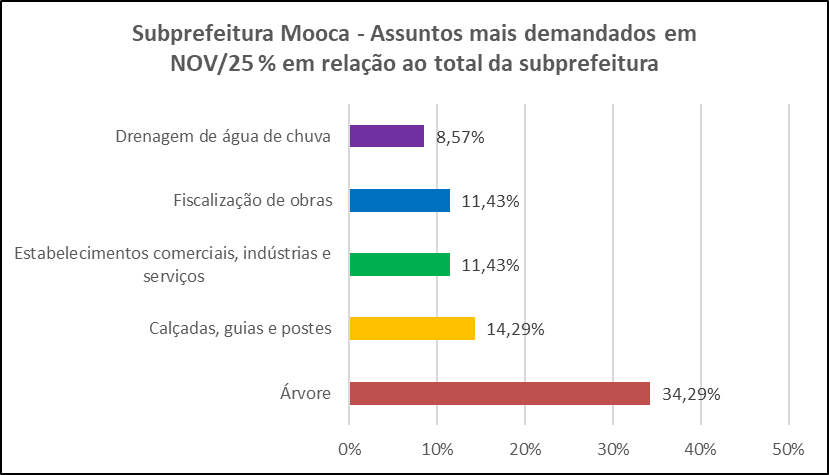 Subprefeitura Mooca - Assuntos mais demandados em
NOV/25 % em relação ao total da subprefeitura
Drenagem de água de chuva
8,57%
Fiscalização de obras
11,43%
Estabelecimentos comerciais, indústrias e
serviços
11,43%
Calçadas, guias e postes
14,29%
Árvore
34,29%
0% 10% 20% 30% 40% 50%